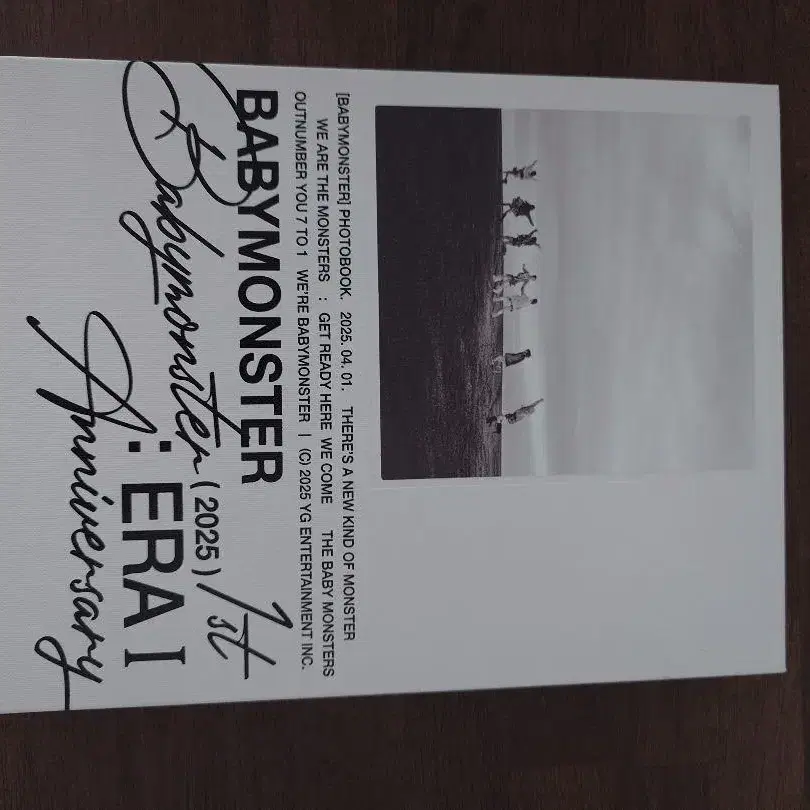 [BABYMONSTER] PHOTOBOOK. 2025. 04. 01. THERE'S A NEW KIND OF MONSTER
WE ARE THE MONSTERS : GET READY HERE WE COME THE BABY MONSTERS
OUTNUMBER YOU 7 TO 1 WE'RE BABYMONSTER | (C) 2025 YG ENTERTAINMENT INC.
BABYMONSTER
Babymonster (2025) 1st
: ERA I
Anniversary